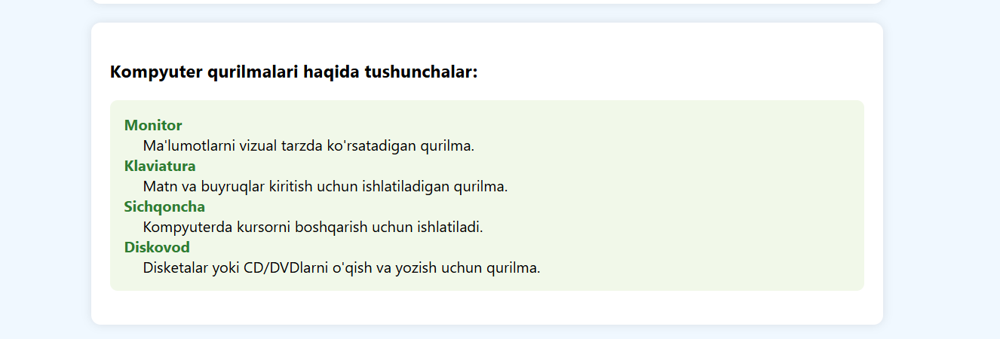 Kompyuter qurilmalari haqida tushunchalar:
Monitor
Ma'lumotlarni vizual tarzda ko'rsatadigan qurilma.
Klaviatura
Matn va buyruqlar kiritish uchun ishlatiladigan qurilma.
Sichqoncha
Kompyuterda kursorni boshqarish uchun ishlatiladi.
Diskovod
Disketalar yoki CD/DVDlarni o'qish va yozish uchun qurilma.